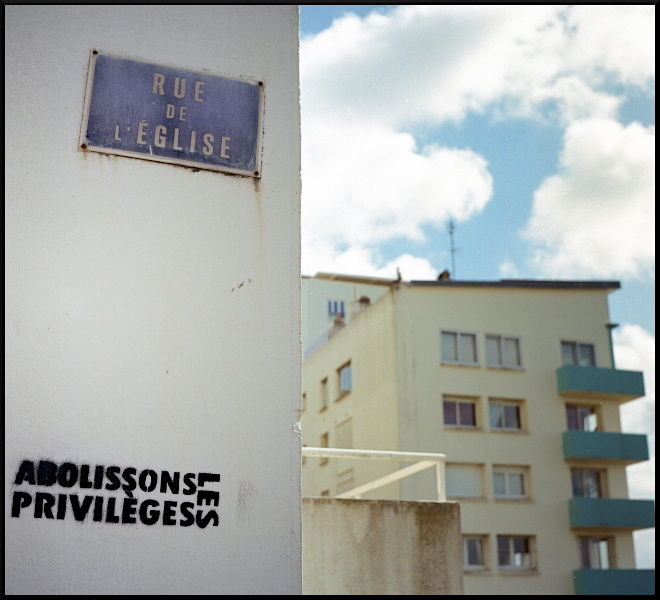 RUE
DE
L'ÉGLISE
ABOLISSONS LES
PRIVILÈGES